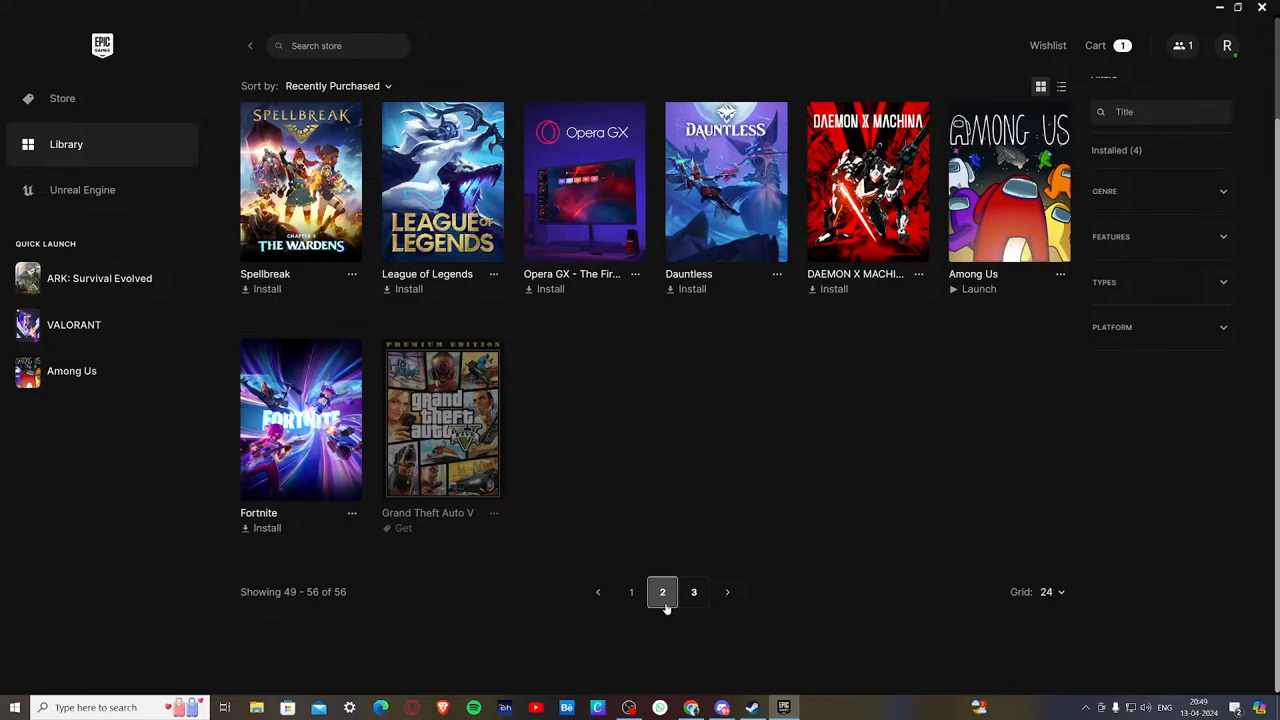 EPIC
GAMES
Search store
Wishlist
Cart 1
1
R
Store
Library
Unreal Engine
QUICK LAUNCH
ARK: Survival Evolved
VALORANT
Among Us
Sort by: Recently Purchased
SPELLBREAK
CHAPTER 2
THE WARDENS
LEAGUE OF
LEGENDS
Opera GX
DAUNTLESS
DAEMON X MACHINA
AMONG US
Spellbreak ...
Install
League of Legends ...
Install
Opera GX - The Fir... ...
Install
Dauntless ...
Install
DAEMON X MACHI... ...
Install
Among Us ...
Launch
FORTNITE
PREMIUM EDITION
grand
theft
auto
V
FIVE
Fortnite ...
Install
Grand Theft Auto V ...
Get
Showing 49 - 56 of 56
1 2 3
Grid: 24
Title
Installed (4)
GENRE
FEATURES
TYPES
PLATFORM
Type here to search
ENG
20:49
13-04-2024
2